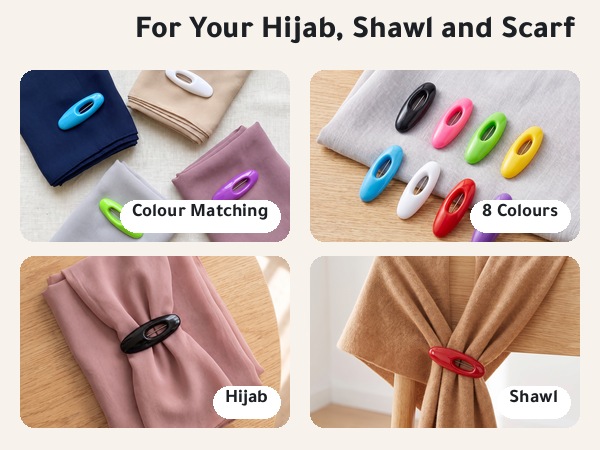 For Your Hijab, Shawl and Scarf
Colour Matching
8 Colours
Hijab
Shawl